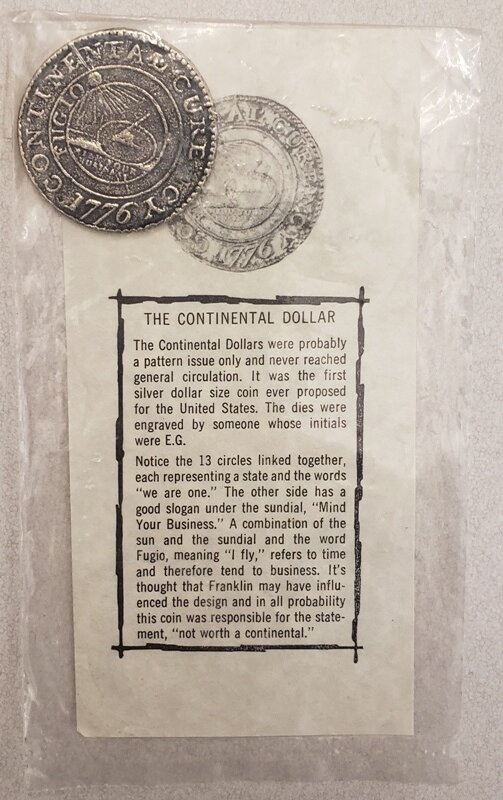 CONTINENTAL CURENCY
FUGIO
MIND YOUR
BUSINESS
1776
1776
THE CONTINENTAL DOLLAR
The Continental Dollars were probably
a pattern issue only and never reached
general circulation. It was the first
silver dollar size coin ever proposed
for the United States. The dies were
engraved by someone whose initials
were E.G.
Notice the 13 circles linked together,
each representing a state and the words
"we are one." The other side has a
good slogan under the sundial, "Mind
Your Business." A combination of the
sun and the sundial and the word
Fugio, meaning "I fly," refers to time
and therefore tend to business. It's
thought that Franklin may have influ-
enced the design and in all probability
this coin was responsible for the state-
ment, "not worth a continental."